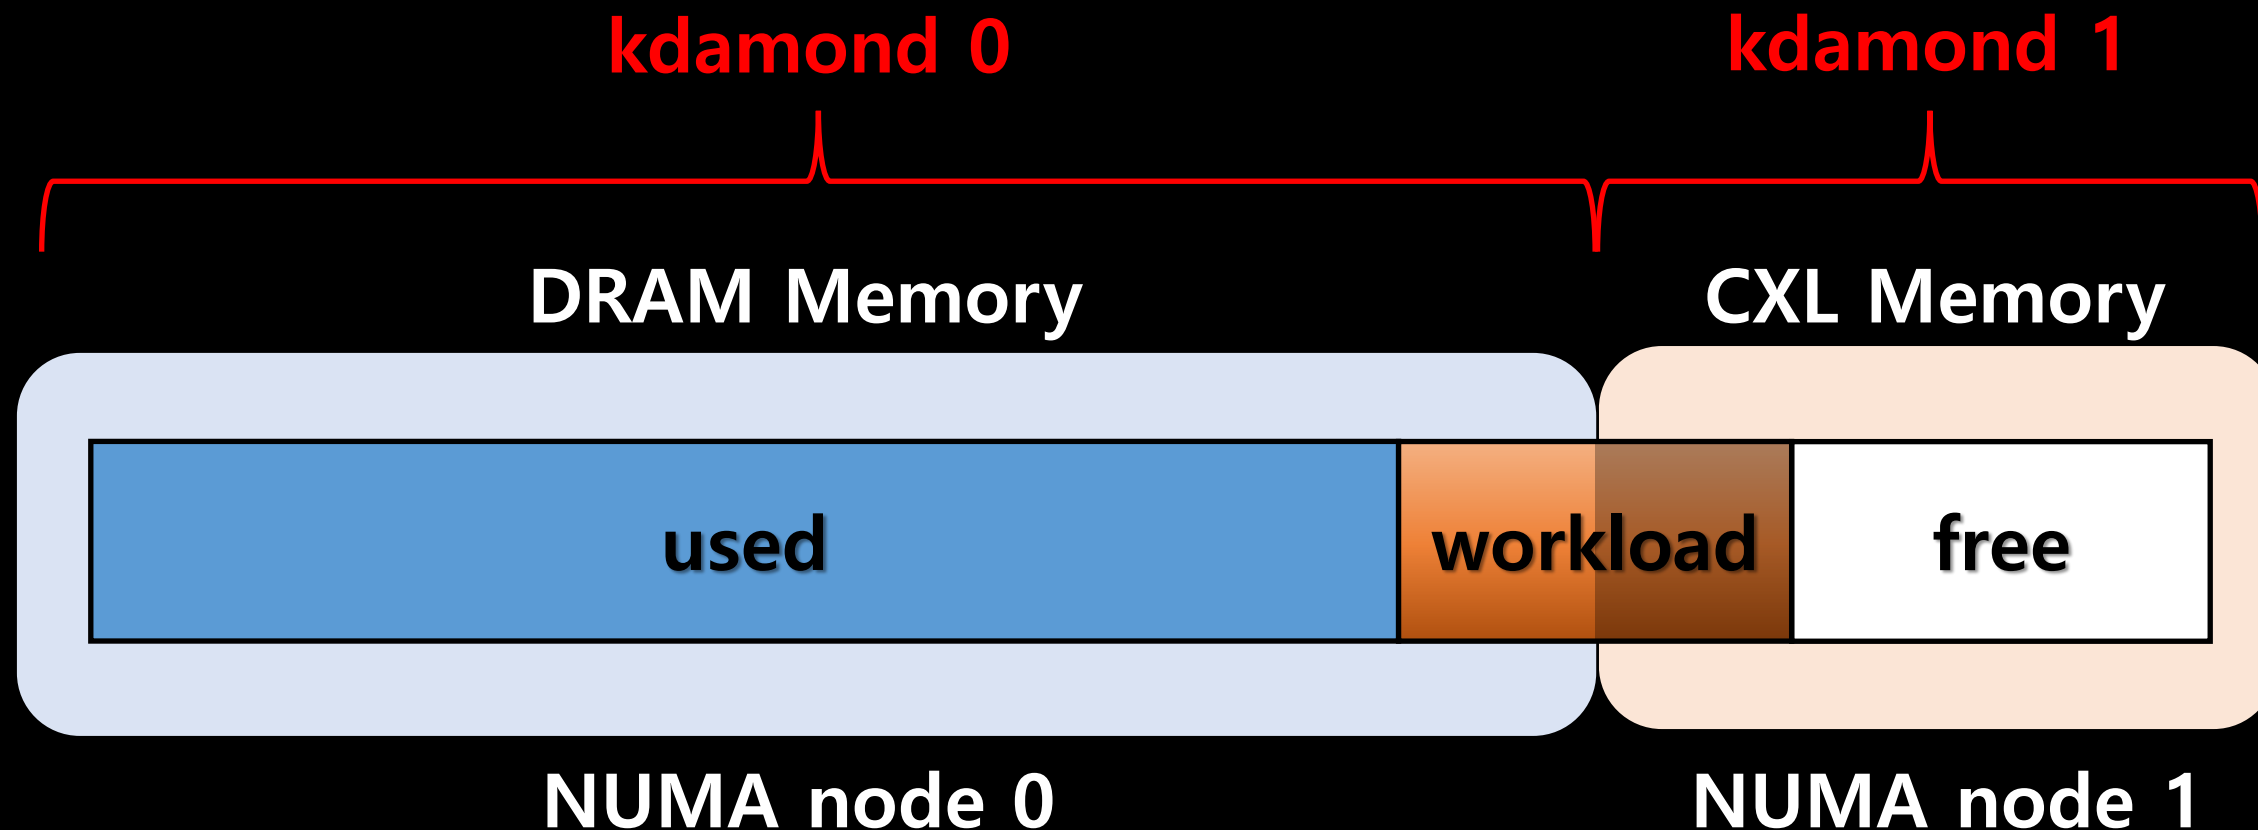 kdamond 0 kdamond 1
DRAM Memory CXL Memory
used workload free
NUMA node 0 NUMA node 1